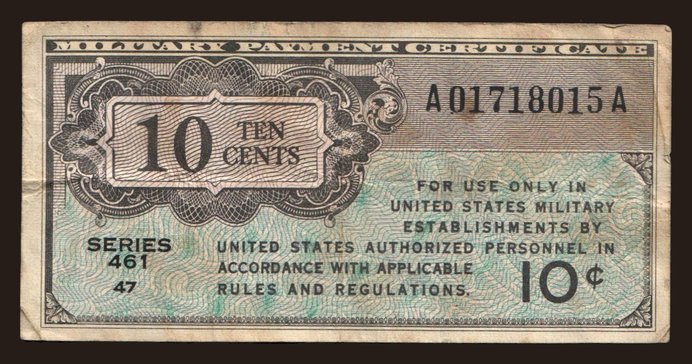 MILITARY PAYMENT CERTIFICATE
A01718015A
10 TEN CENTS
FOR USE ONLY IN
UNITED STATES MILITARY
ESTABLISHMENTS BY
UNITED STATES AUTHORIZED PERSONNEL IN
ACCORDANCE WITH APPLICABLE
RULES AND REGULATIONS.
SERIES
461
47
10¢